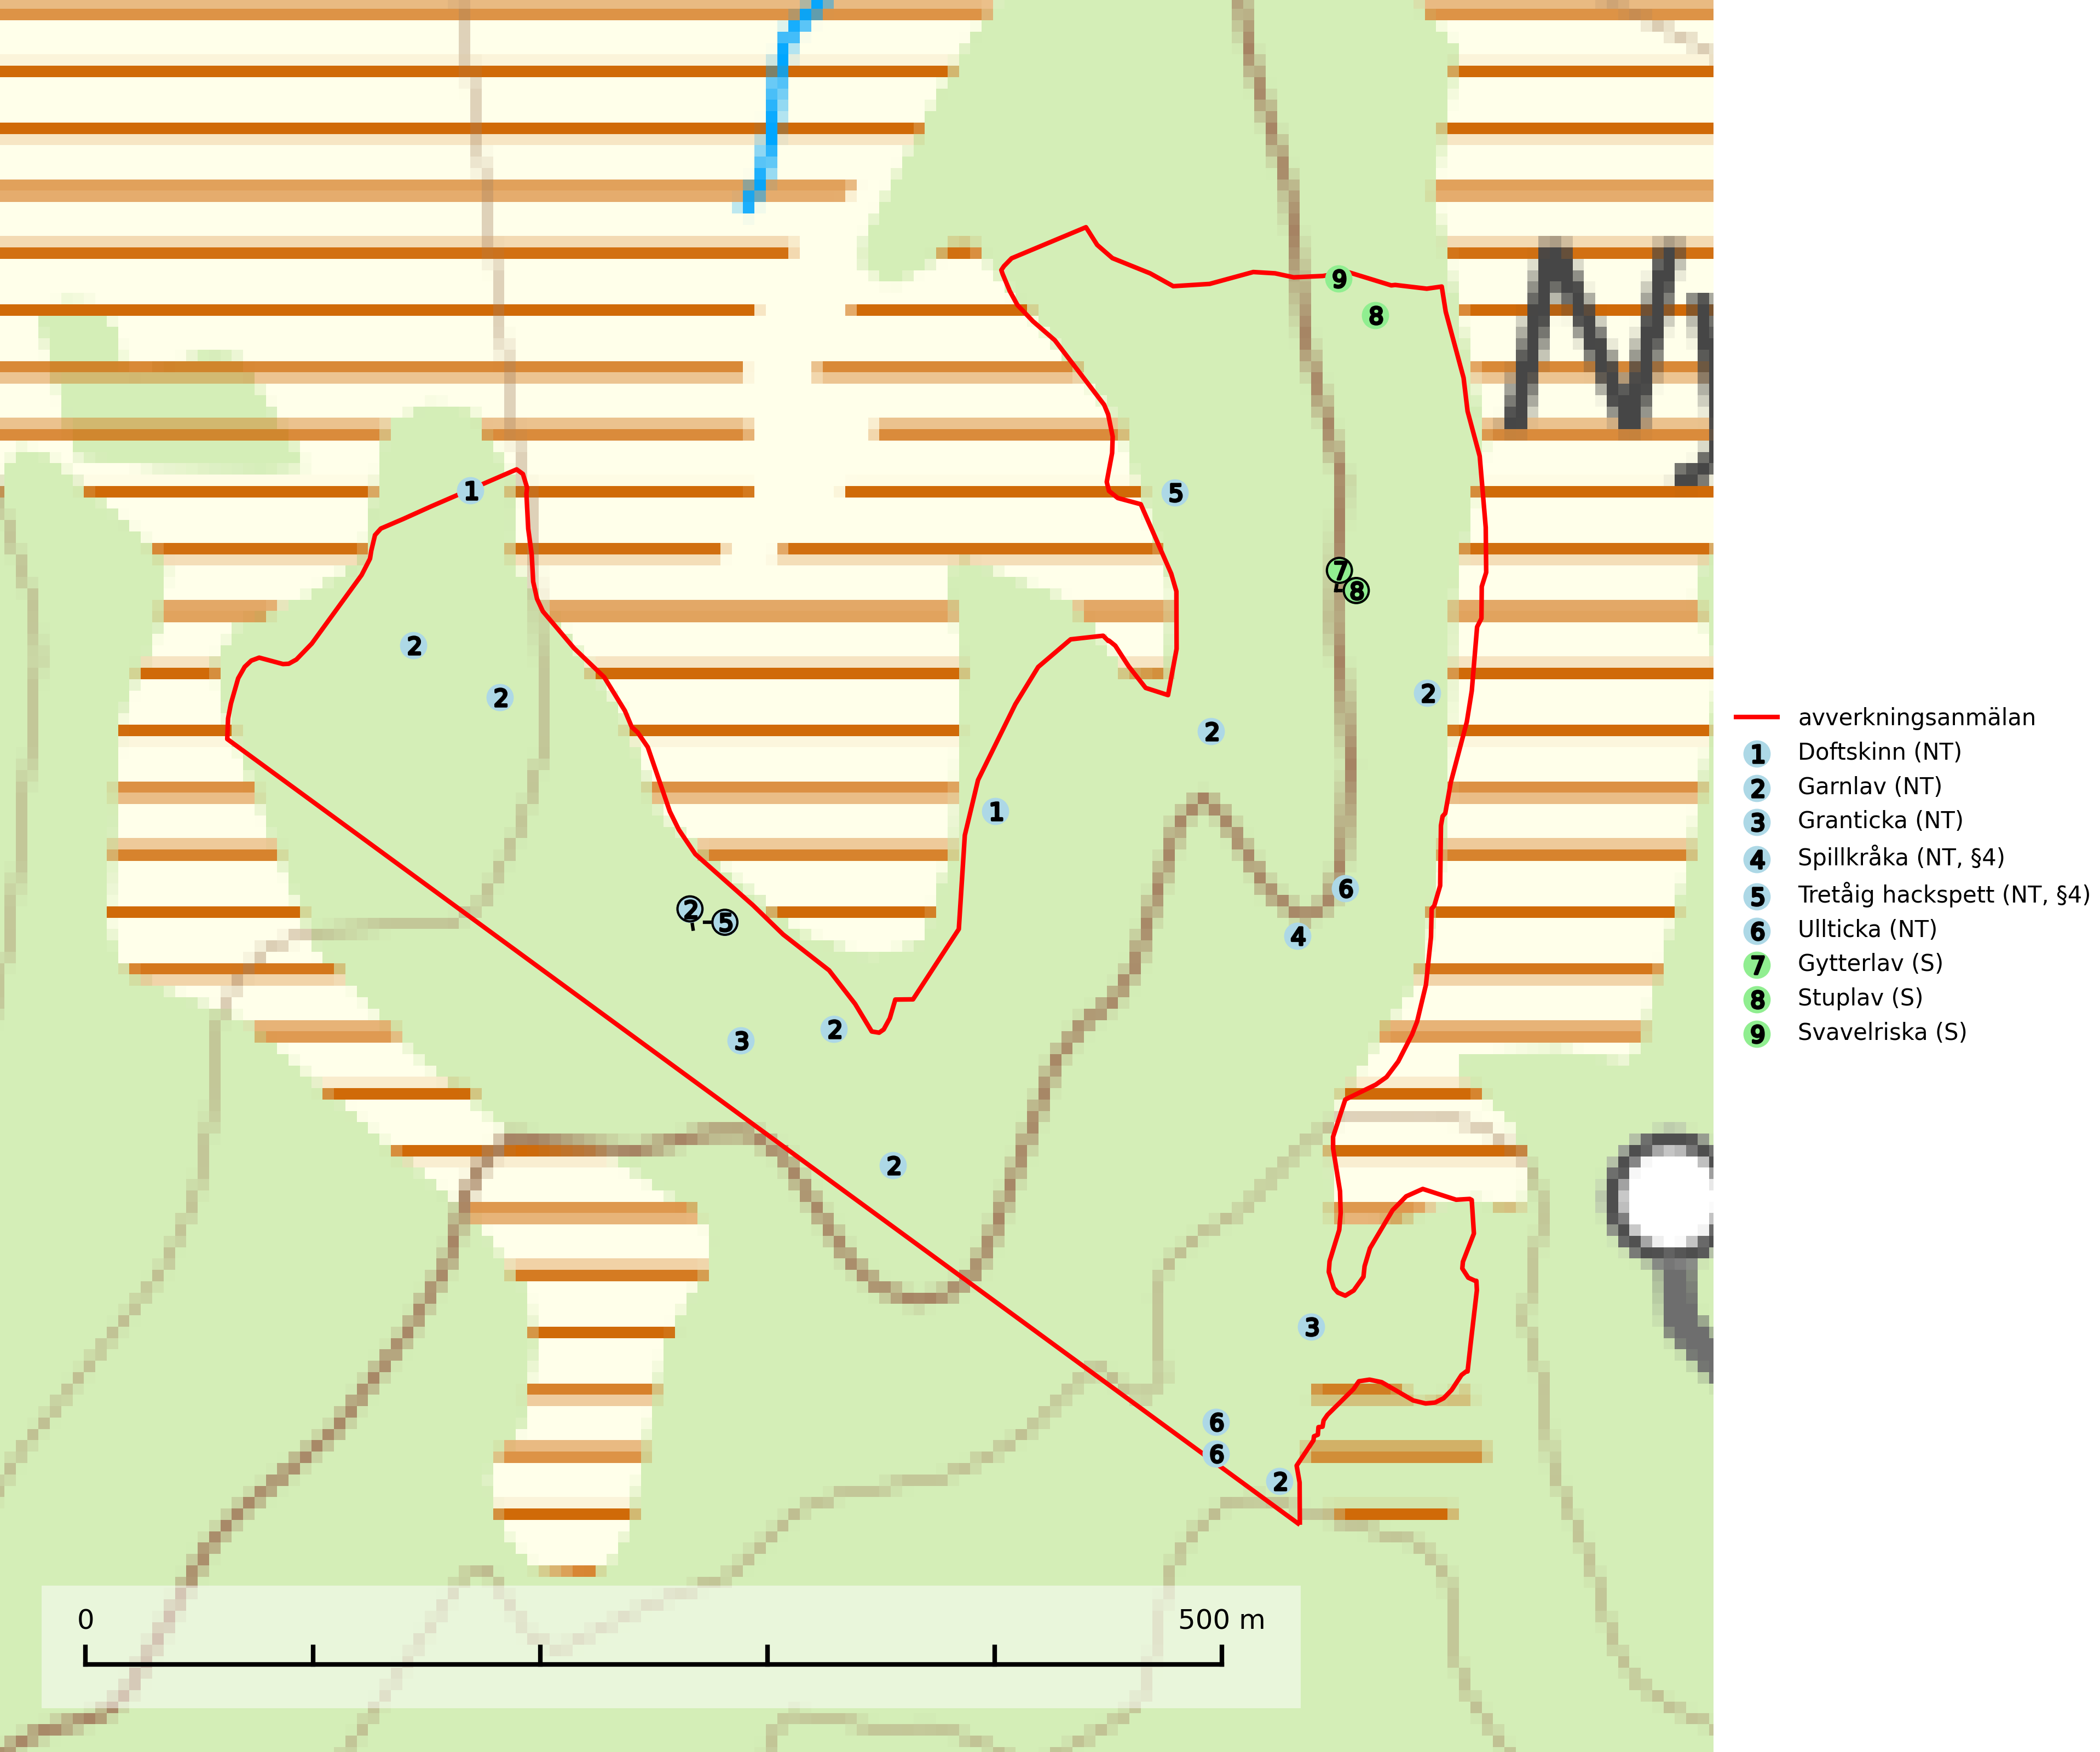 9
8
1
5
7
8
2
2
2
2
1
6
2
5
4
2
3
2
3
6
6
2
0
500 m
avverkningsanmälan
1 Doftskinn (NT)
2 Garnlav (NT)
3 Granticka (NT)
4 Spillkråka (NT, §4)
5 Tretåig hackspett (NT, §4)
6 Ullticka (NT)
7 Gytterlav (S)
8 Stuplav (S)
9 Svavelriska (S)